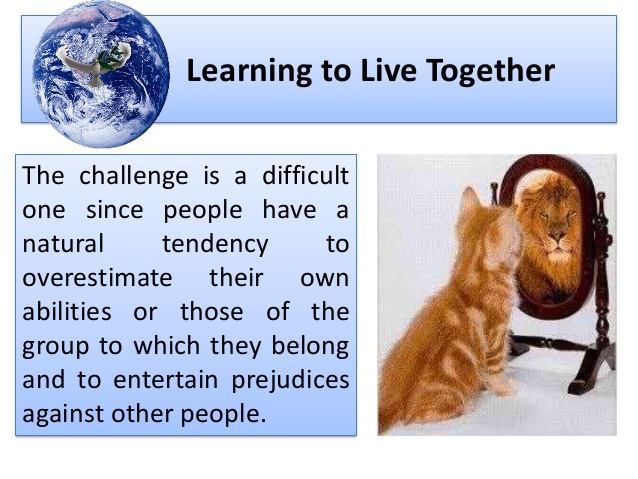 Learning to Live Together
The challenge is a difficult
one since people have a
natural tendency to
overestimate their own
abilities or those of the
group to which they belong
and to entertain prejudices
against other people.